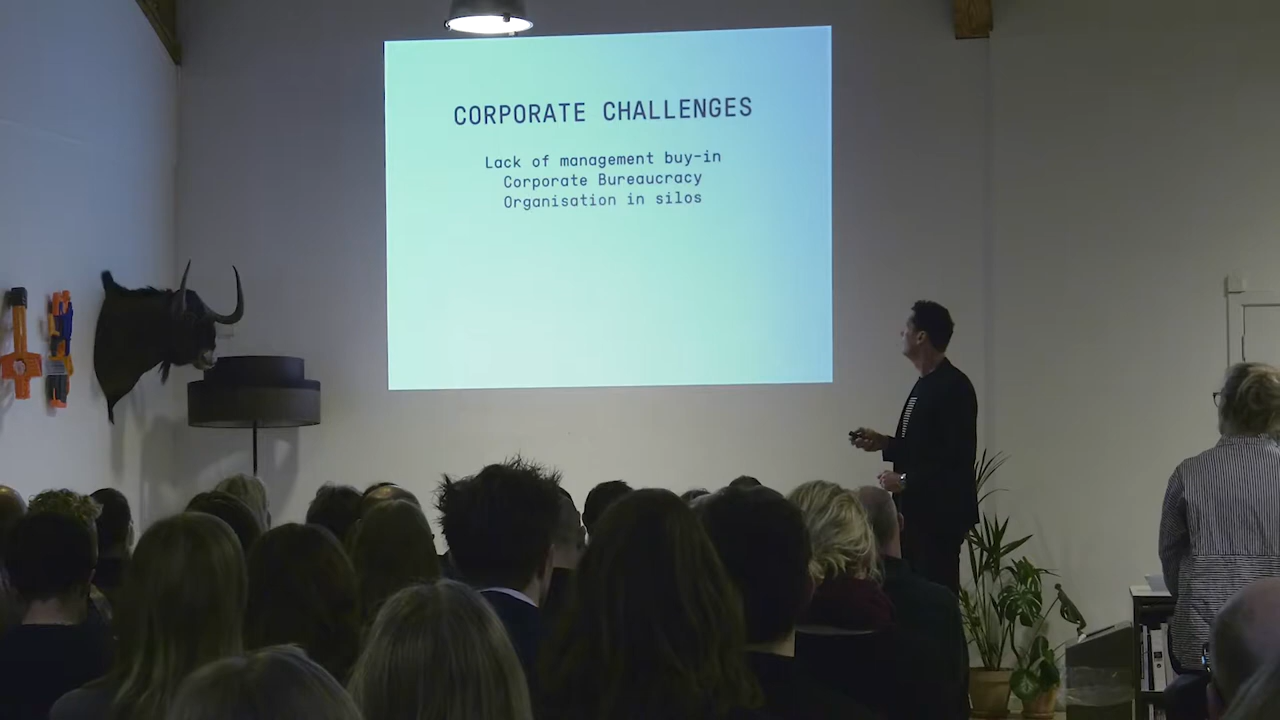 CORPORATE CHALLENGES
Lack of management buy-in
Corporate Bureaucracy
Organisation in silos